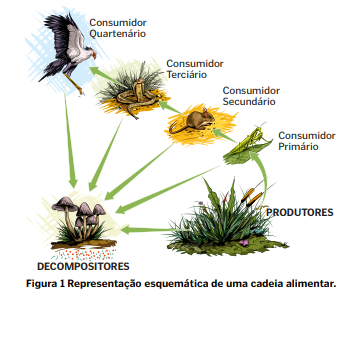 Consumidor
Quartenário
Consumidor
Terciário
Consumidor
Secundário
Consumidor
Primário
PRODUTORES
DECOMPOSITORES
Figura 1 Representação esquemática de uma cadeia alimentar.